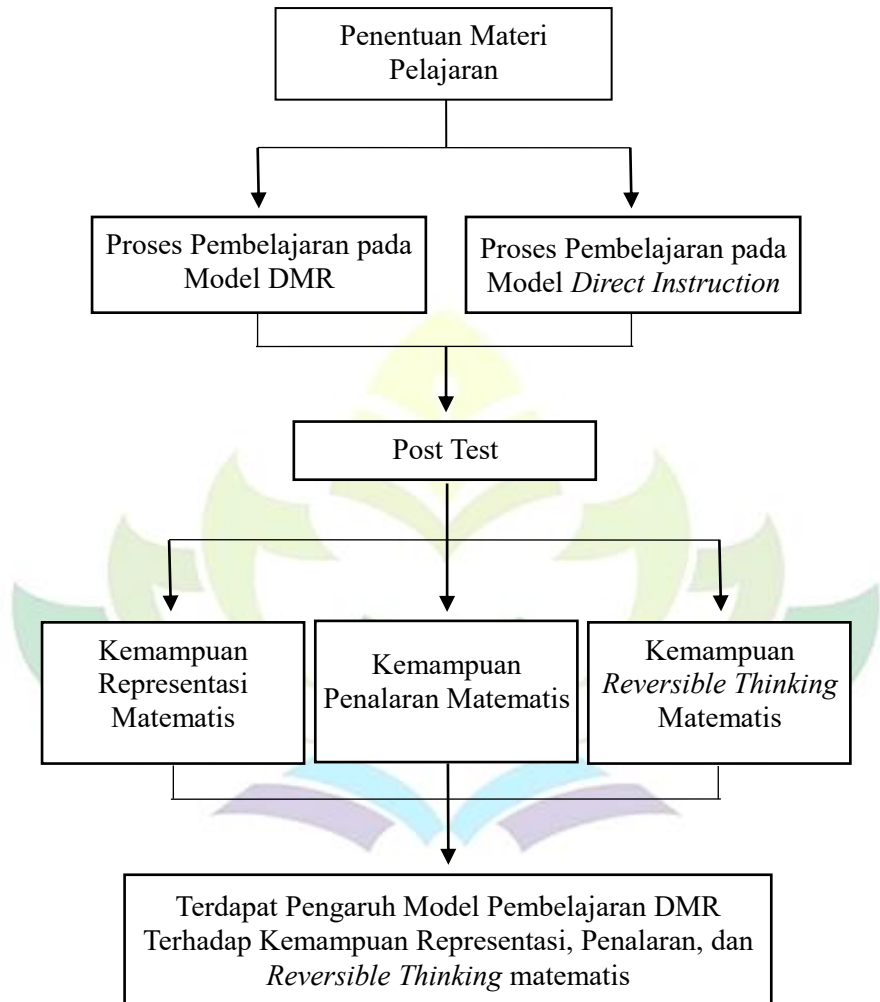 Penentuan Materi
Pelajaran
Proses Pembelajaran pada
Model DMR
Proses Pembelajaran pada
Model Direct Instruction
Post Test
Kemampuan
Representasi
Matematis
Kemampuan
Penalaran Matematis
Kemampuan
Reversible Thinking
Matematis
Terdapat Pengaruh Model Pembelajaran DMR
Terhadap Kemampuan Representasi, Penalaran, dan
Reversible Thinking matematis